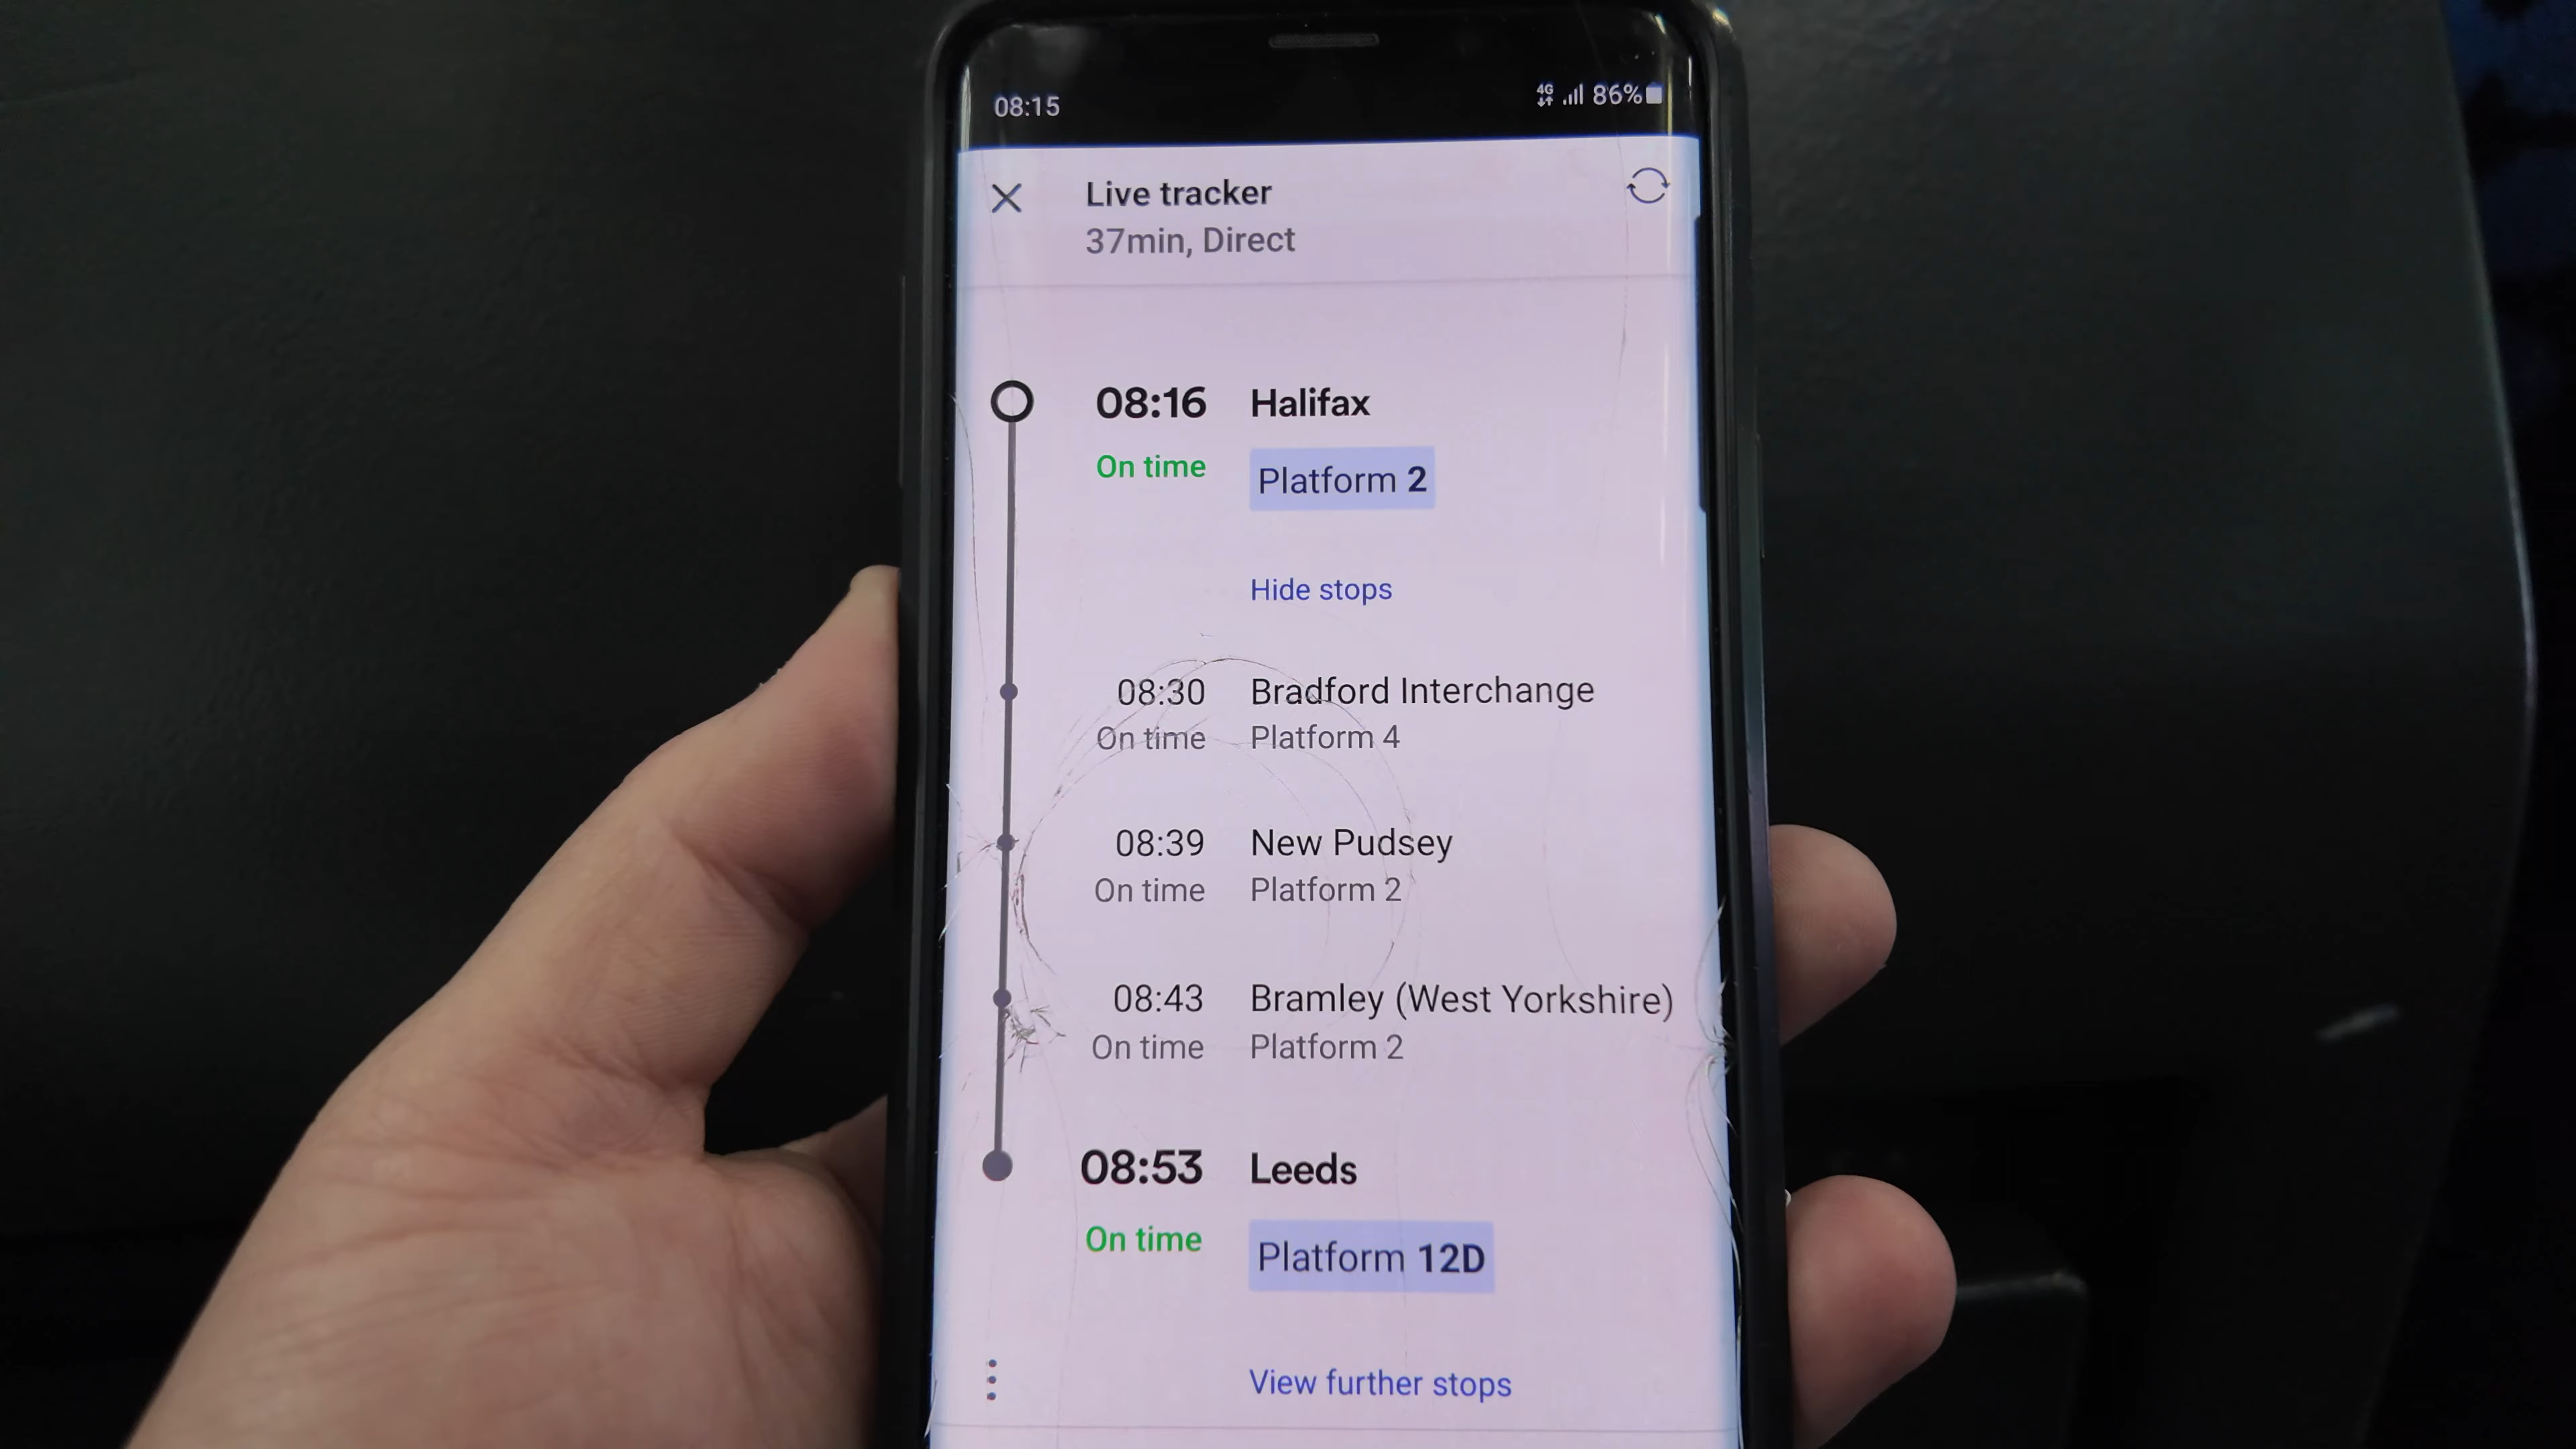 08:15
4G 86%
Live tracker
37min, Direct
08:16 Halifax
On time Platform 2
Hide stops
08:30 Bradford Interchange
On time Platform 4
08:39 New Pudsey
On time Platform 2
08:43 Bramley (West Yorkshire)
On time Platform 2
08:53 Leeds
On time Platform 12D
View further stops